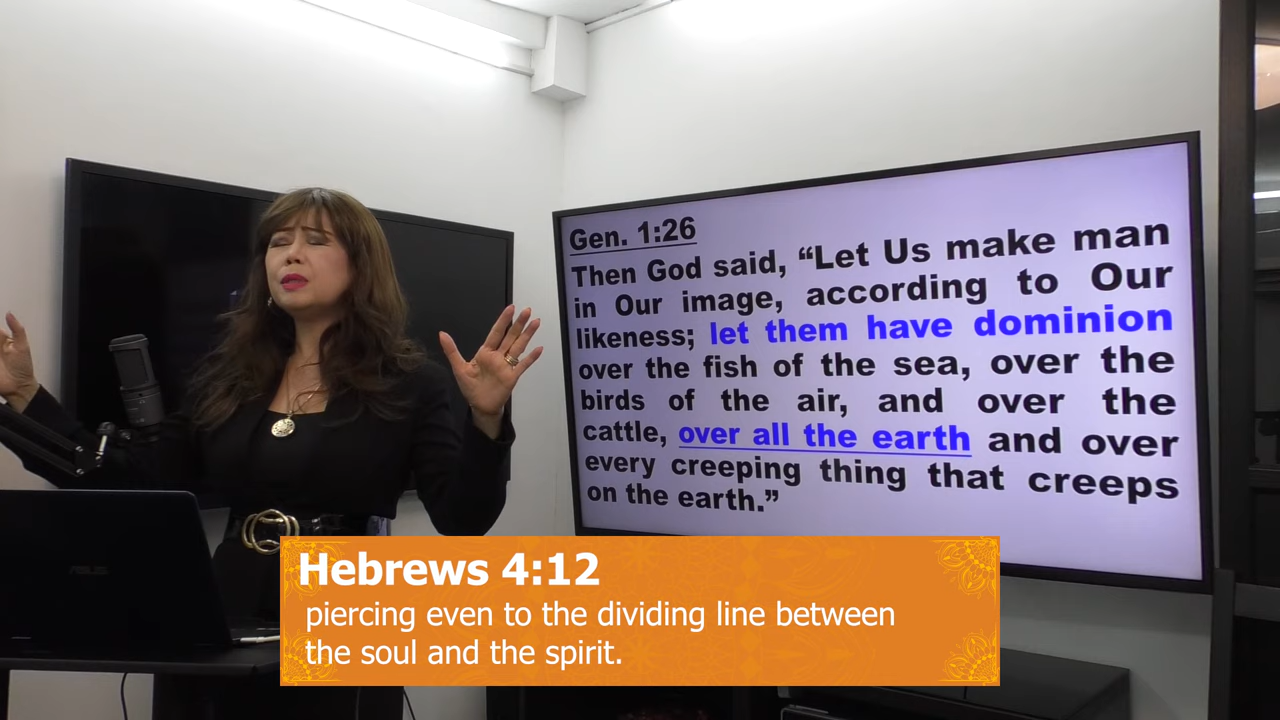 Gen. 1:26
Then God said, “Let Us make man
in Our image, according to Our
likeness; let them have dominion
over the fish of the sea, over the
birds of the air, and over the
cattle, over all the earth and over
every creeping thing that creeps
on the earth.”
ASUS
Hebrews 4:12
piercing even to the dividing line between
the soul and the spirit.